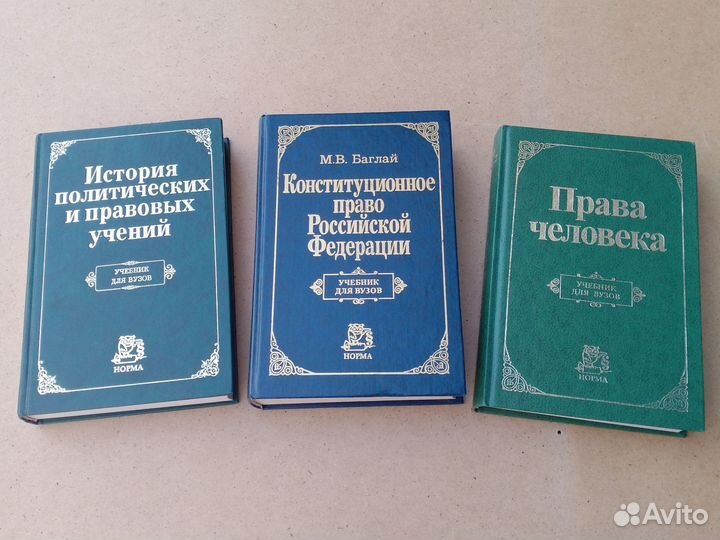 История
политических
и правовых
учений
УЧЕБНИК
ДЛЯ ВУЗОВ
НОРМА
М.В. Баглай
Конституционное
право
Российской
Федерации
УЧЕБНИК
ДЛЯ ВУЗОВ
НОРМА
Права
человека
УЧЕБНИК
ДЛЯ ВУЗОВ
НОРМА
Avito